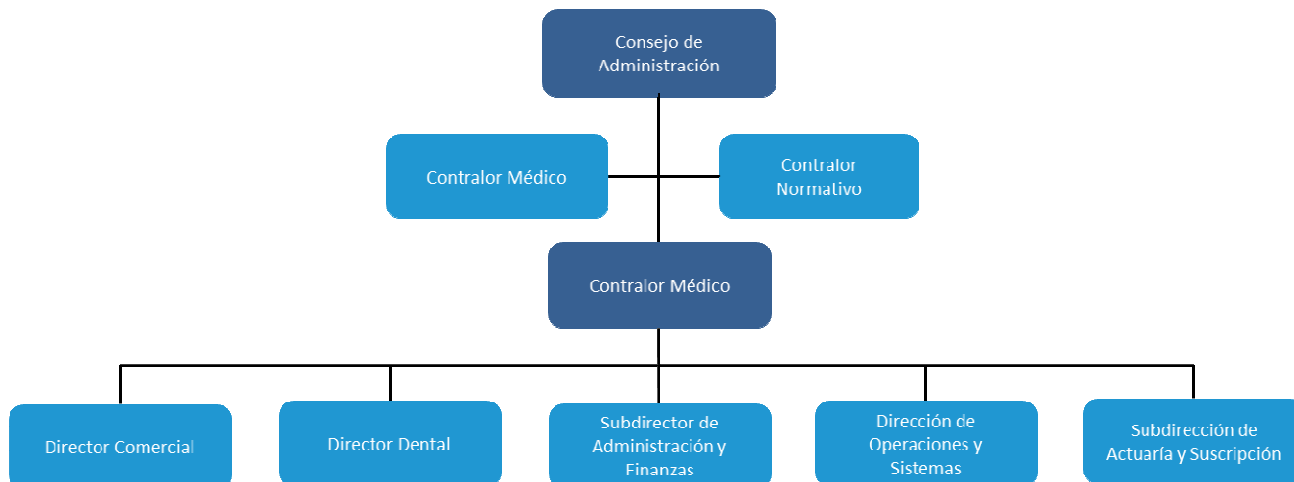 Consejo de
Administración
Contralor Médico
Contralor
Normativo
Contralor Médico
Director Comercial
Director Dental
Subdirector de
Administración y
Finanzas
Dirección de
Operaciones y
Sistemas
Subdirección de
Actuaría y Suscripción